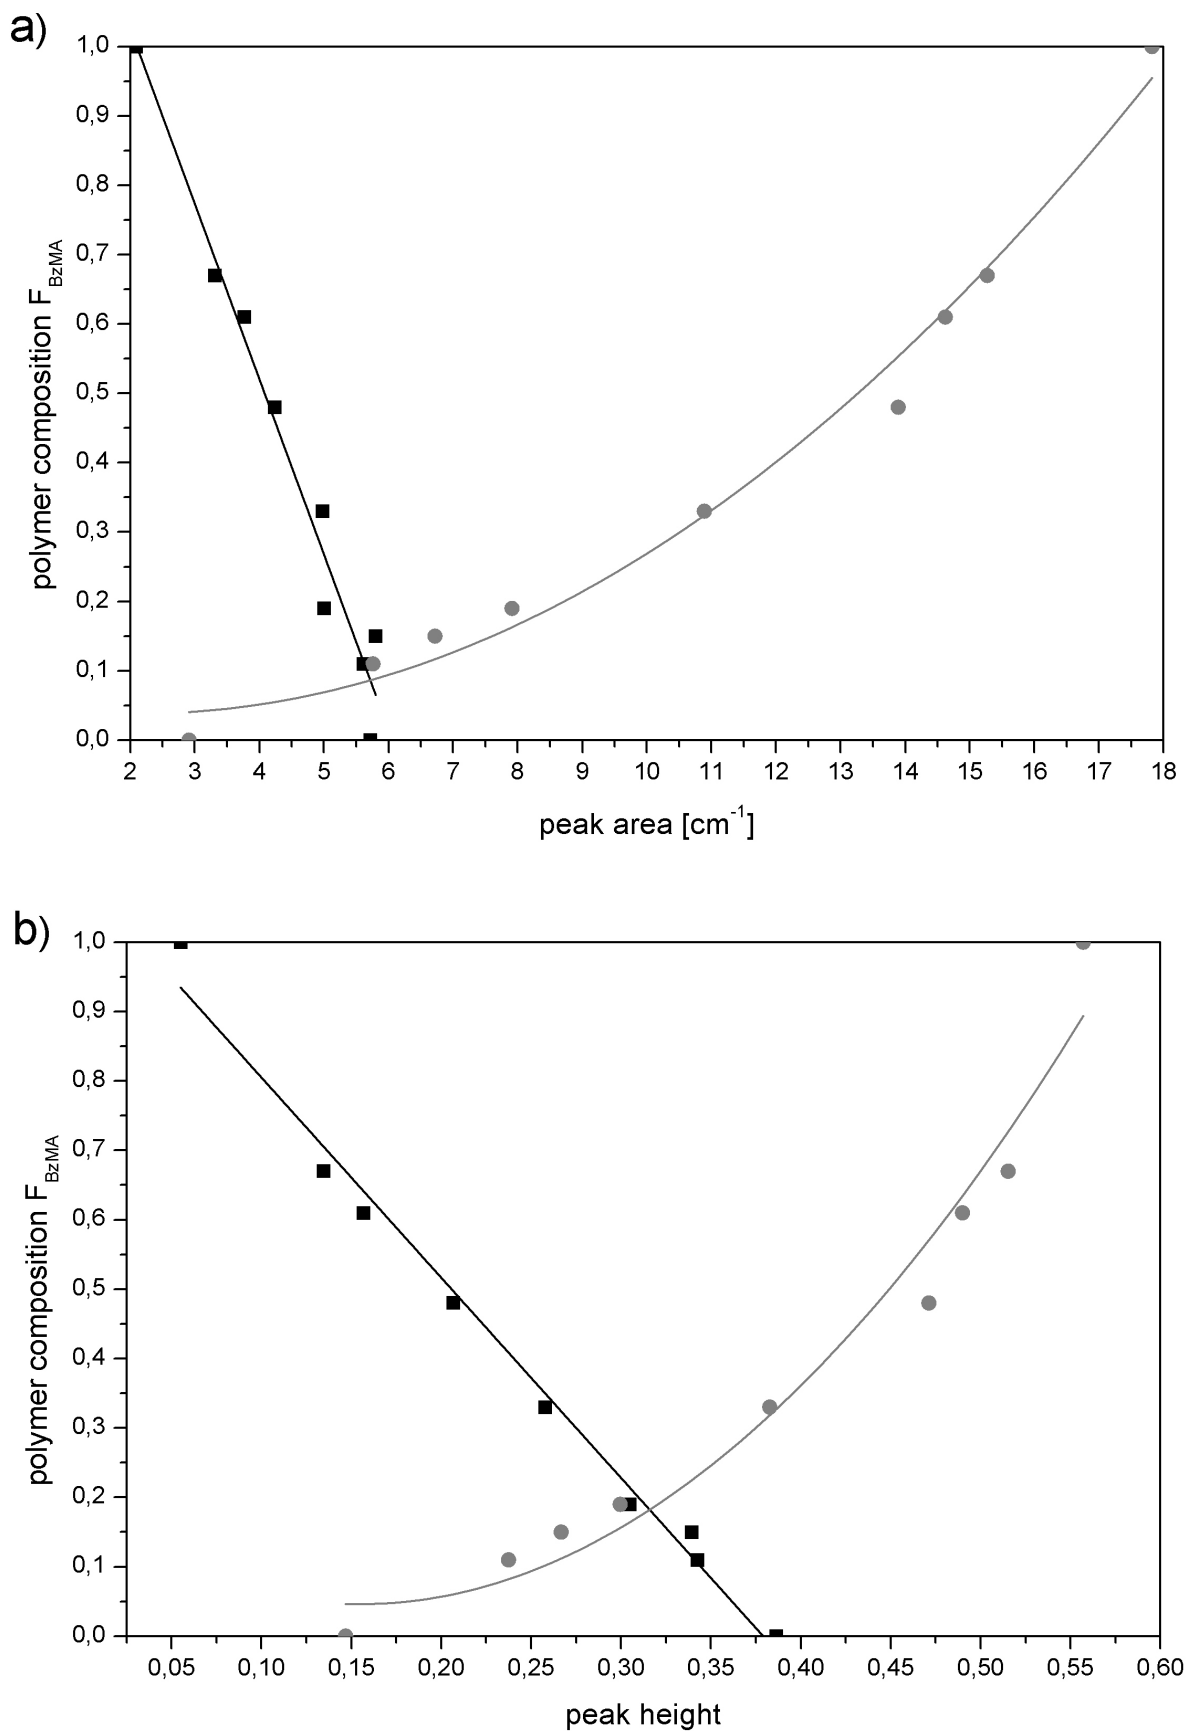 a)
1,0
0,9
0,8
0,7
0,6
0,5
0,4
0,3
0,2
0,1
0,0
polymer composition F_BzMA
2 3 4 5 6 7 8 9 10 11 12 13 14 15 16 17 18
peak area [cm⁻¹]
b)
1,0
0,9
0,8
0,7
0,6
0,5
0,4
0,3
0,2
0,1
0,0
polymer composition F_BzMA
0,05 0,10 0,15 0,20 0,25 0,30 0,35 0,40 0,45 0,50 0,55 0,60
peak height